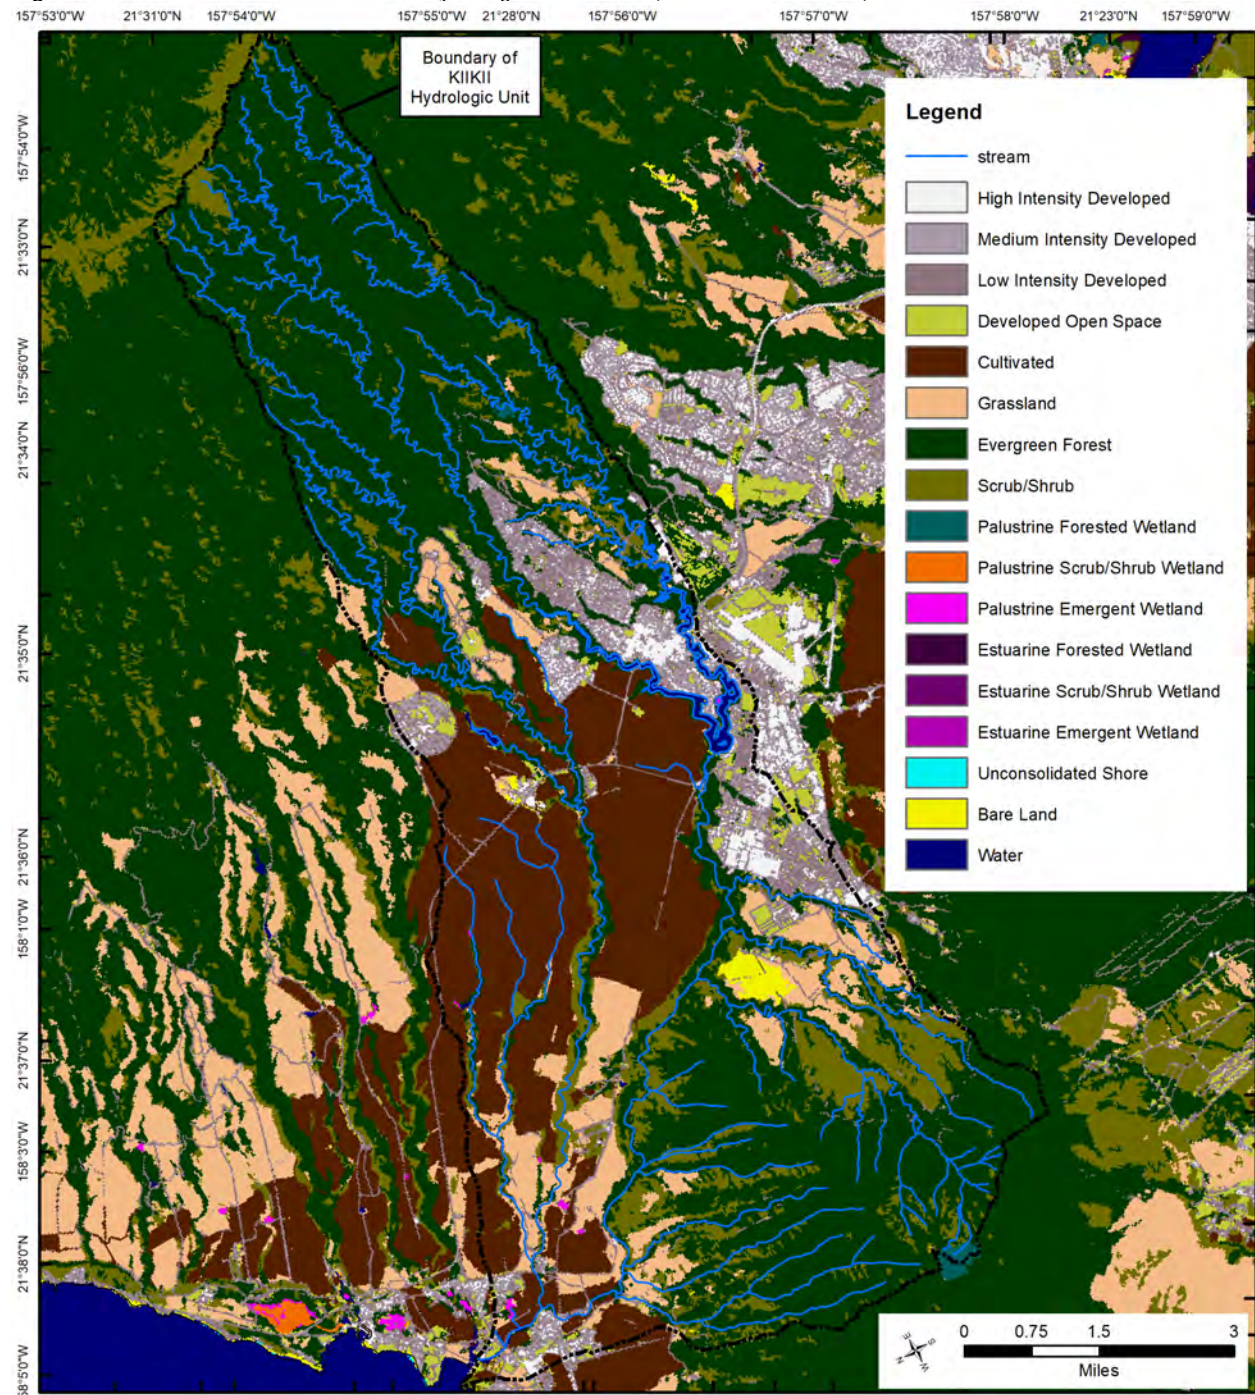 157°53'0"W
21°31'0"N
157°54'0"W
157°55'0"W
21°28'0"N
157°56'0"W
157°57'0"W
157°58'0"W
21°23'0"N
157°59'0"W
Boundary of
KIIKII
Hydrologic Unit
157°54'0"W
21°33'0"N
157°56'0"W
21°34'0"N
21°35'0"N
21°36'0"N
158°1'0"W
21°37'0"N
158°3'0"W
21°38'0"N
58°5'0"W
Legend
stream
High Intensity Developed
Medium Intensity Developed
Low Intensity Developed
Developed Open Space
Cultivated
Grassland
Evergreen Forest
Scrub/Shrub
Palustrine Forested Wetland
Palustrine Scrub/Shrub Wetland
Palustrine Emergent Wetland
Estuarine Forested Wetland
Estuarine Scrub/Shrub Wetland
Estuarine Emergent Wetland
Unconsolidated Shore
Bare Land
Water
N
E
S
W
0 0.75 1.5 3
Miles